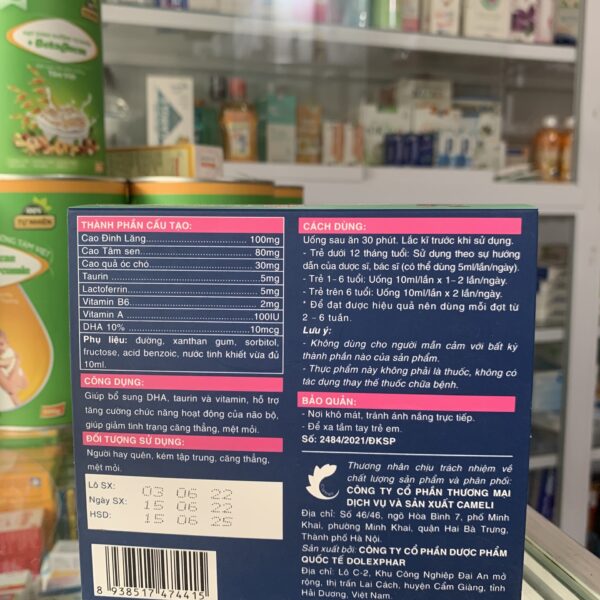 100%
TỰ NHIÊN
THÀNH PHẦN CẤU TẠO:
Cao Đinh Lăng........................100mg
Cao Tâm sen........................80mg
Cao quả óc chó........................30mg
Taurin........................5mg
Lactoferrin........................5mg
Vitamin B6........................2mg
Vitamin A........................100IU
DHA 10%........................10mcg
Phụ liệu: đường, xanthan gum, sorbitol,
fructose, acid benzoic, nước tinh khiết vừa đủ
10ml.
CÔNG DỤNG:
Giúp bổ sung DHA, taurin và vitamin, hỗ trợ
tăng cường chức năng hoạt động của não bộ,
giúp giảm tình trạng căng thẳng, mệt mỏi.
ĐỐI TƯỢNG SỬ DỤNG:
Người hay quên, kém tập trung, căng thẳng,
mệt mỏi.
Lô SX: 03 06 22
Ngày SX: 15 06 22
HSD: 15 06 25
8 938517 474415
CÁCH DÙNG:
Uống sau ăn 30 phút. Lắc kĩ trước khi sử dụng.
- Trẻ dưới 12 tháng tuổi: Sử dụng theo sự hướng
dẫn của dược sĩ, bác sĩ (có thể dùng 5ml/lần/ngày).
- Trẻ 1- 6 tuổi: Uống 10ml/lần x 1–2 lần/ngày.
- Trẻ trên 6 tuổi: Uống 10ml/lần x 2 lần/ngày.
* Để đạt được hiệu quả nên dùng mỗi đợt từ
2 – 6 tuần.
Lưu ý:
- Không dùng cho người mẫn cảm với bất kỳ
thành phần nào của sản phẩm.
- Thực phẩm này không phải là thuốc, không có
tác dụng thay thế thuốc chữa bệnh.
BẢO QUẢN:
- Nơi khô mát, tránh ánh nắng trực tiếp.
- Để xa tầm tay trẻ em.
Số: 2484/2021/ĐKSP
Thương nhân chịu trách nhiệm về
chất lượng sản phẩm và phân phối:
CÔNG TY CỔ PHẦN THƯƠNG MẠI
DỊCH VỤ VÀ SẢN XUẤT CAMELI
Địa chỉ: Số 46/46, ngõ Hòa Bình 7, phố Minh
Khai, phường Minh Khai, quận Hai Bà Trưng,
Thành phố Hà Nội.
Sản xuất bởi: CÔNG TY CỔ PHẦN DƯỢC PHẨM
QUỐC TẾ DOLEXPHAR
Địa chỉ: Lô C-2, Khu Công Nghiệp Đại An mở
rộng, thị trấn Lai Cách, huyện Cẩm Giàng, tỉnh
Hải Dương, Việt Nam.